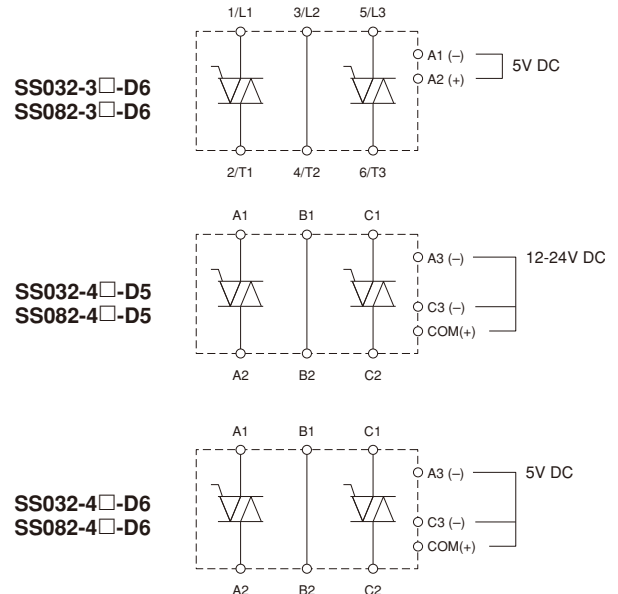 1/L1 3/L2 5/L3
A1 (–)
5V DC
A2 (+)
SS032-3□-D6
SS082-3□-D6
2/T1 4/T2 6/T3
A1 B1 C1
A3 (–) 12-24V DC
SS032-4□-D5
SS082-4□-D5
C3 (–)
COM(+)
A2 B2 C2
A1 B1 C1
A3 (–) 5V DC
SS032-4□-D6
SS082-4□-D6
C3 (–)
COM(+)
A2 B2 C2